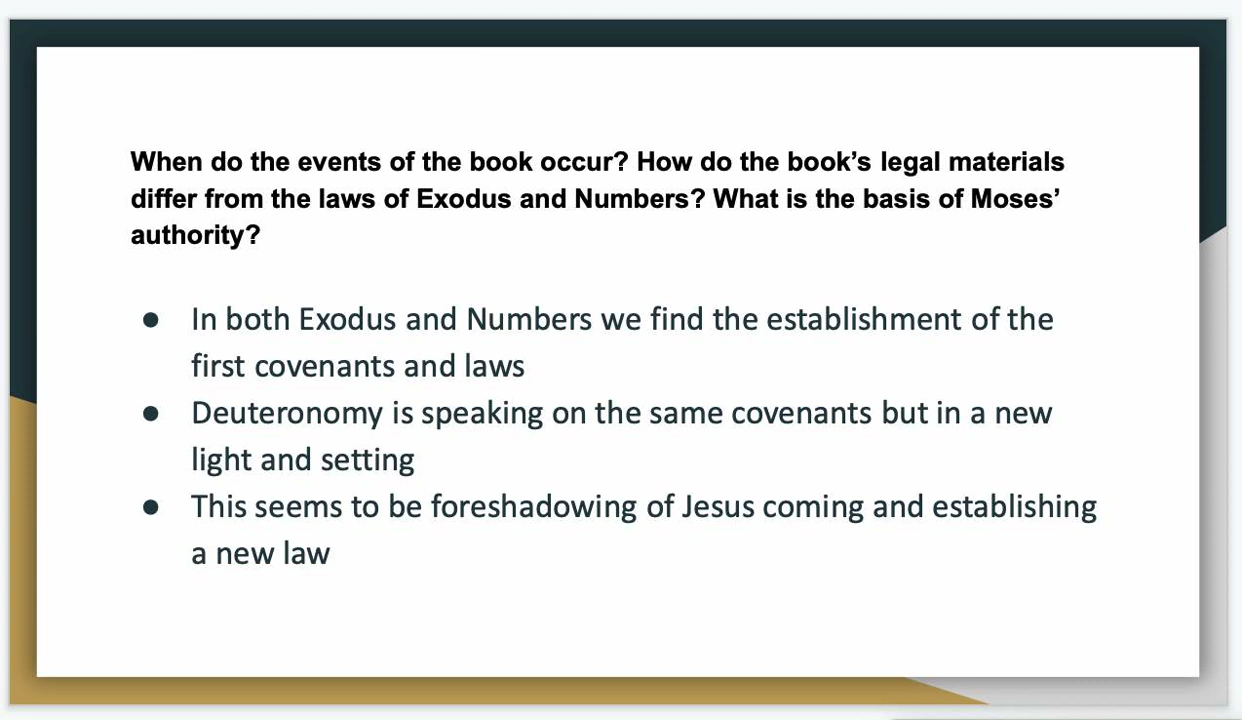 When do the events of the book occur? How do the book’s legal materials
differ from the laws of Exodus and Numbers? What is the basis of Moses’
authority?
● In both Exodus and Numbers we find the establishment of the
first covenants and laws
● Deuteronomy is speaking on the same covenants but in a new
light and setting
● This seems to be foreshadowing of Jesus coming and establishing
a new law